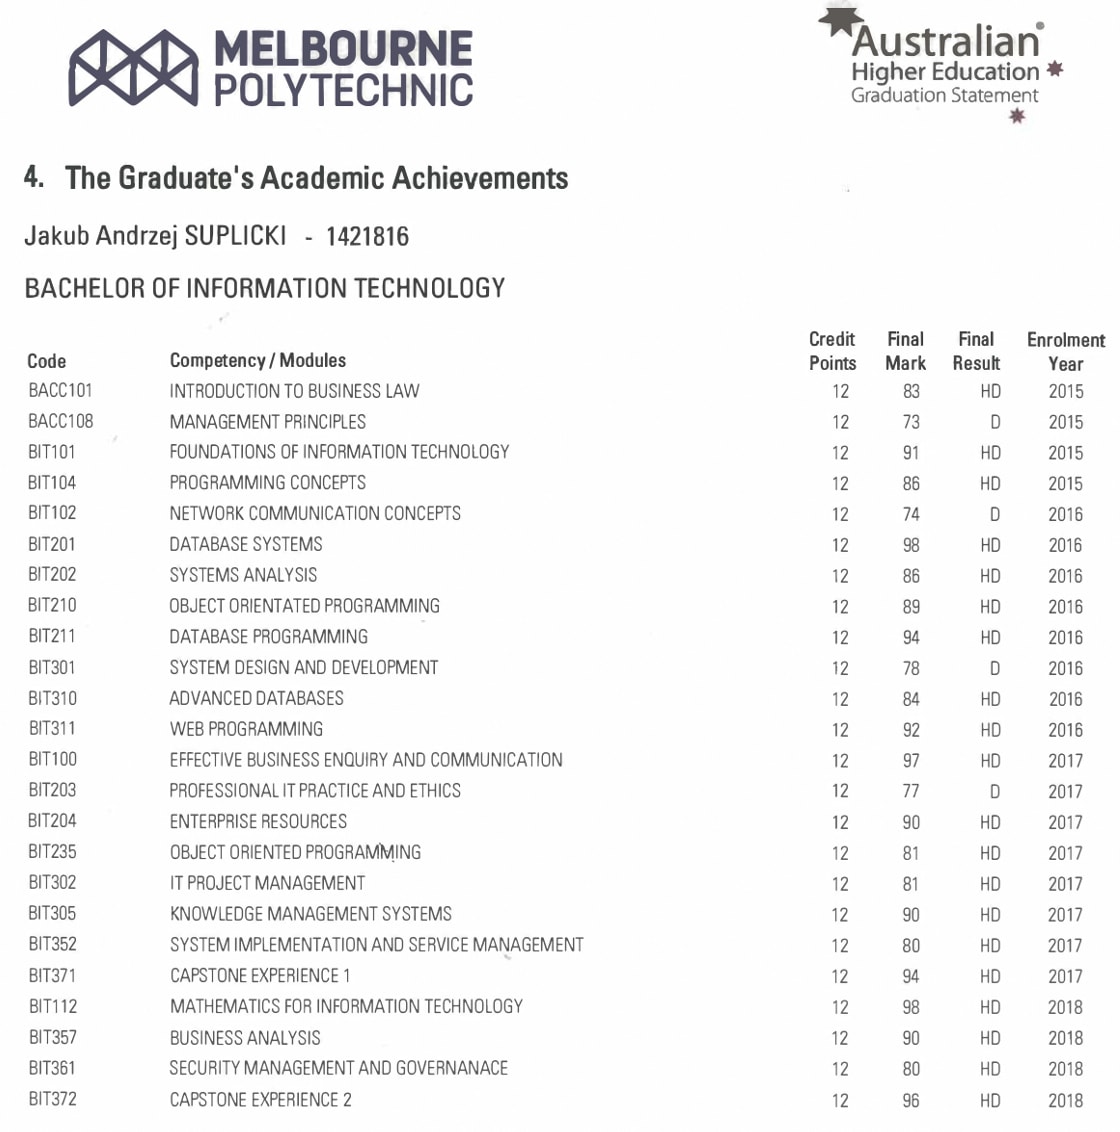 MELBOURNE
POLYTECHNIC
Australian
Higher Education
Graduation Statement
4. The Graduate's Academic Achievements
Jakub Andrzej SUPLICKI - 1421816
BACHELOR OF INFORMATION TECHNOLOGY
Code Competency / Modules Credit Points Final Mark Final Result Enrolment Year
BACC101 INTRODUCTION TO BUSINESS LAW 12 83 HD 2015
BACC108 MANAGEMENT PRINCIPLES 12 73 D 2015
BIT101 FOUNDATIONS OF INFORMATION TECHNOLOGY 12 91 HD 2015
BIT104 PROGRAMMING CONCEPTS 12 86 HD 2015
BIT102 NETWORK COMMUNICATION CONCEPTS 12 74 D 2016
BIT201 DATABASE SYSTEMS 12 98 HD 2016
BIT202 SYSTEMS ANALYSIS 12 86 HD 2016
BIT210 OBJECT ORIENTATED PROGRAMMING 12 89 HD 2016
BIT211 DATABASE PROGRAMMING 12 94 HD 2016
BIT301 SYSTEM DESIGN AND DEVELOPMENT 12 78 D 2016
BIT310 ADVANCED DATABASES 12 84 HD 2016
BIT311 WEB PROGRAMMING 12 92 HD 2016
BIT100 EFFECTIVE BUSINESS ENQUIRY AND COMMUNICATION 12 97 HD 2017
BIT203 PROFESSIONAL IT PRACTICE AND ETHICS 12 77 D 2017
BIT204 ENTERPRISE RESOURCES 12 90 HD 2017
BIT235 OBJECT ORIENTED PROGRAMMING 12 81 HD 2017
BIT302 IT PROJECT MANAGEMENT 12 81 HD 2017
BIT305 KNOWLEDGE MANAGEMENT SYSTEMS 12 90 HD 2017
BIT352 SYSTEM IMPLEMENTATION AND SERVICE MANAGEMENT 12 80 HD 2017
BIT371 CAPSTONE EXPERIENCE 1 12 94 HD 2017
BIT112 MATHEMATICS FOR INFORMATION TECHNOLOGY 12 98 HD 2018
BIT357 BUSINESS ANALYSIS 12 90 HD 2018
BIT361 SECURITY MANAGEMENT AND GOVERNANACE 12 80 HD 2018
BIT372 CAPSTONE EXPERIENCE 2 12 96 HD 2018